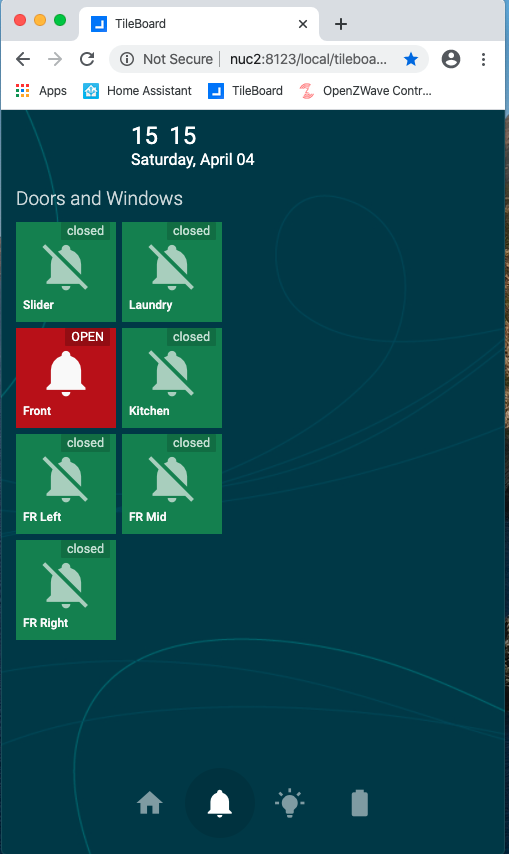 TileBoard
Not Secure nuc2:8123/local/tileboa...
Apps Home Assistant TileBoard OpenZWave Contr...
15 15
Saturday, April 04
Doors and Windows
closed closed
Slider Laundry
OPEN closed
Front Kitchen
closed closed
FR Left FR Mid
closed
FR Right